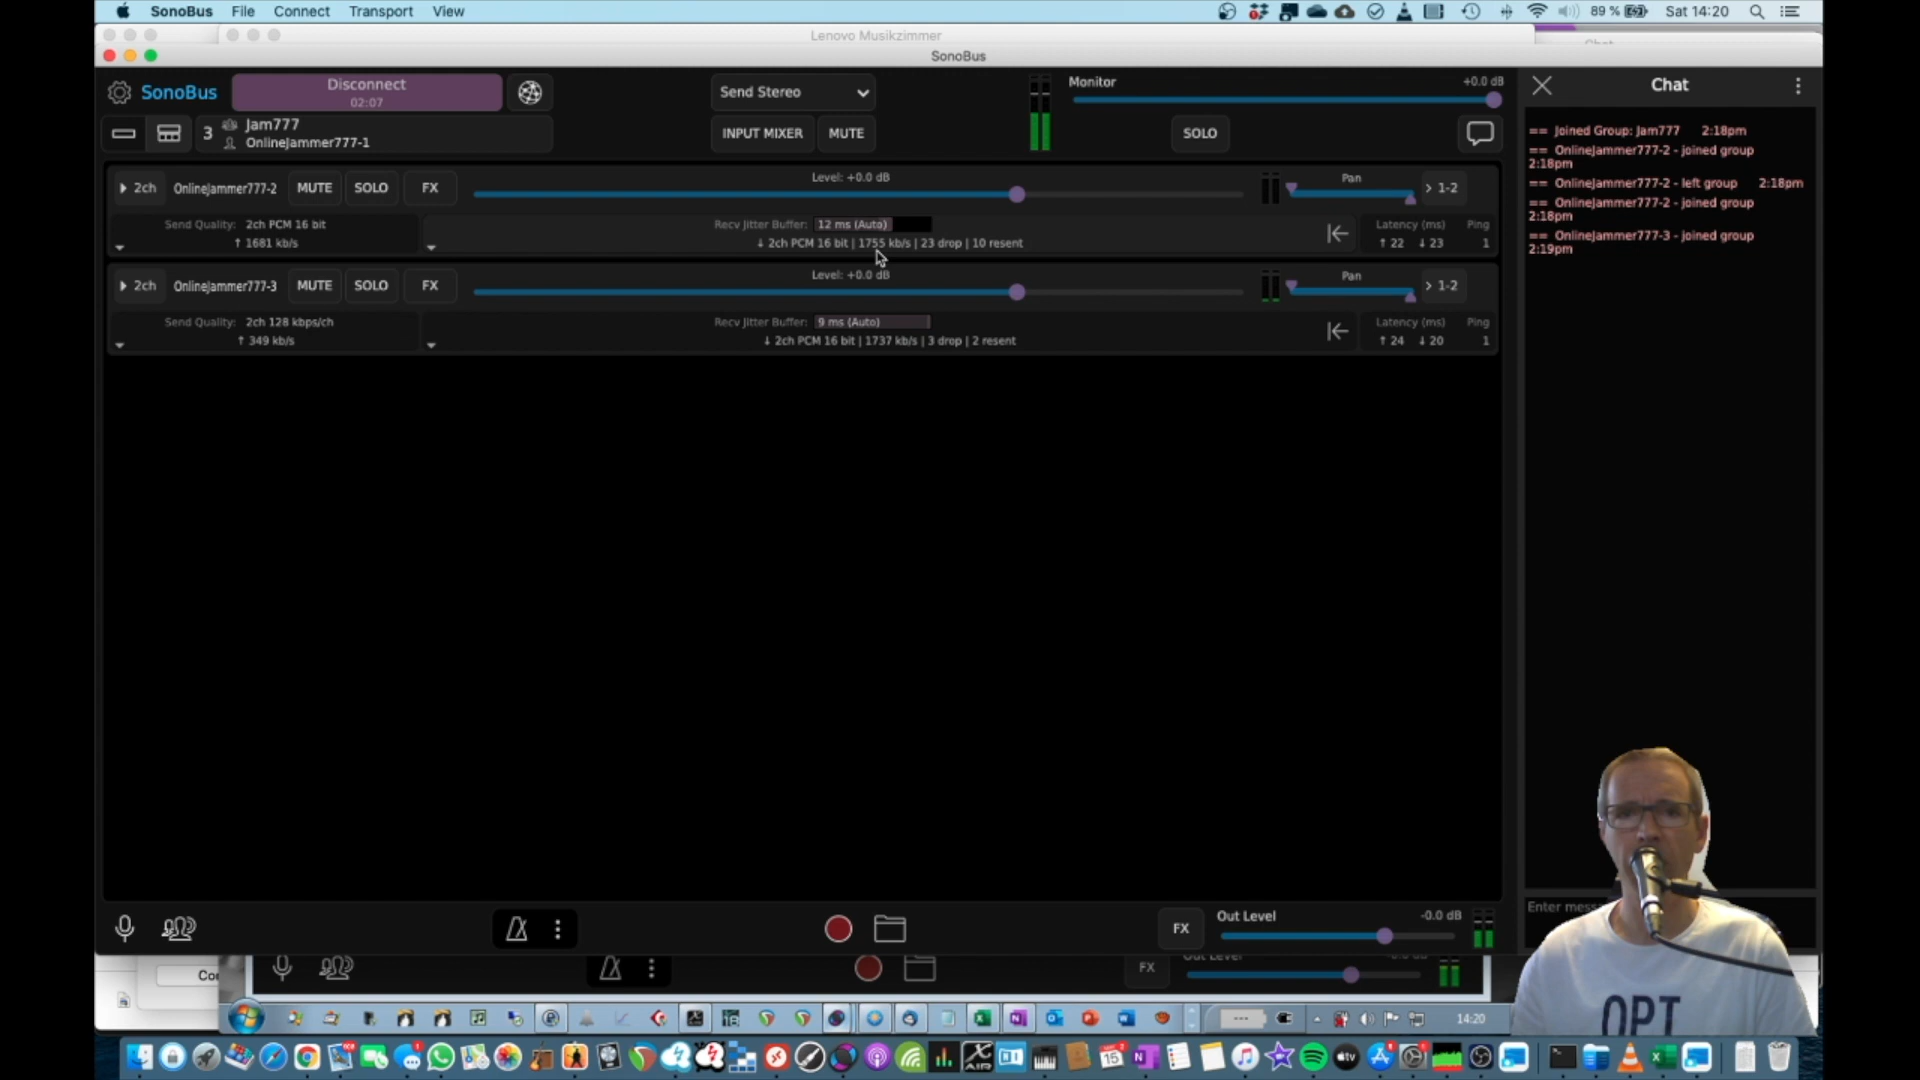 SonoBus File Connect Transport View
89 % Sat 14:20
Lenovo Musikzimmer
SonoBus
SonoBus
Disconnect
02:07
Send Stereo
Monitor +0.0 dB
3 Jam777
OnlineJammer777-1
INPUT MIXER MUTE
SOLO
2ch OnlineJammer777-2 MUTE SOLO FX
Level: +0.0 dB
Pan
> 1-2
Send Quality: 2ch PCM 16 bit
↑ 1681 kb/s
Recv Jitter Buffer: 12 ms (Auto)
↓ 2ch PCM 16 bit | 1755 kb/s | 23 drop | 10 resent
Latency (ms) Ping
↑ 22 ↓ 23 1
2ch OnlineJammer777-3 MUTE SOLO FX
Level: +0.0 dB
Pan
> 1-2
Send Quality: 2ch 128 kbps/ch
↑ 349 kb/s
Recv Jitter Buffer: 9 ms (Auto)
↓ 2ch PCM 16 bit | 1737 kb/s | 3 drop | 2 resent
Latency (ms) Ping
↑ 24 ↓ 20 1
Chat
== Joined Group: Jam777 2:18pm
== OnlineJammer777-2 - joined group
2:18pm
== OnlineJammer777-2 - left group 2:18pm
== OnlineJammer777-2 - joined group
2:18pm
== OnlineJammer777-3 - joined group
2:19pm
Enter mess
FX
Out Level -0.0 dB
FX
OPT
14:20